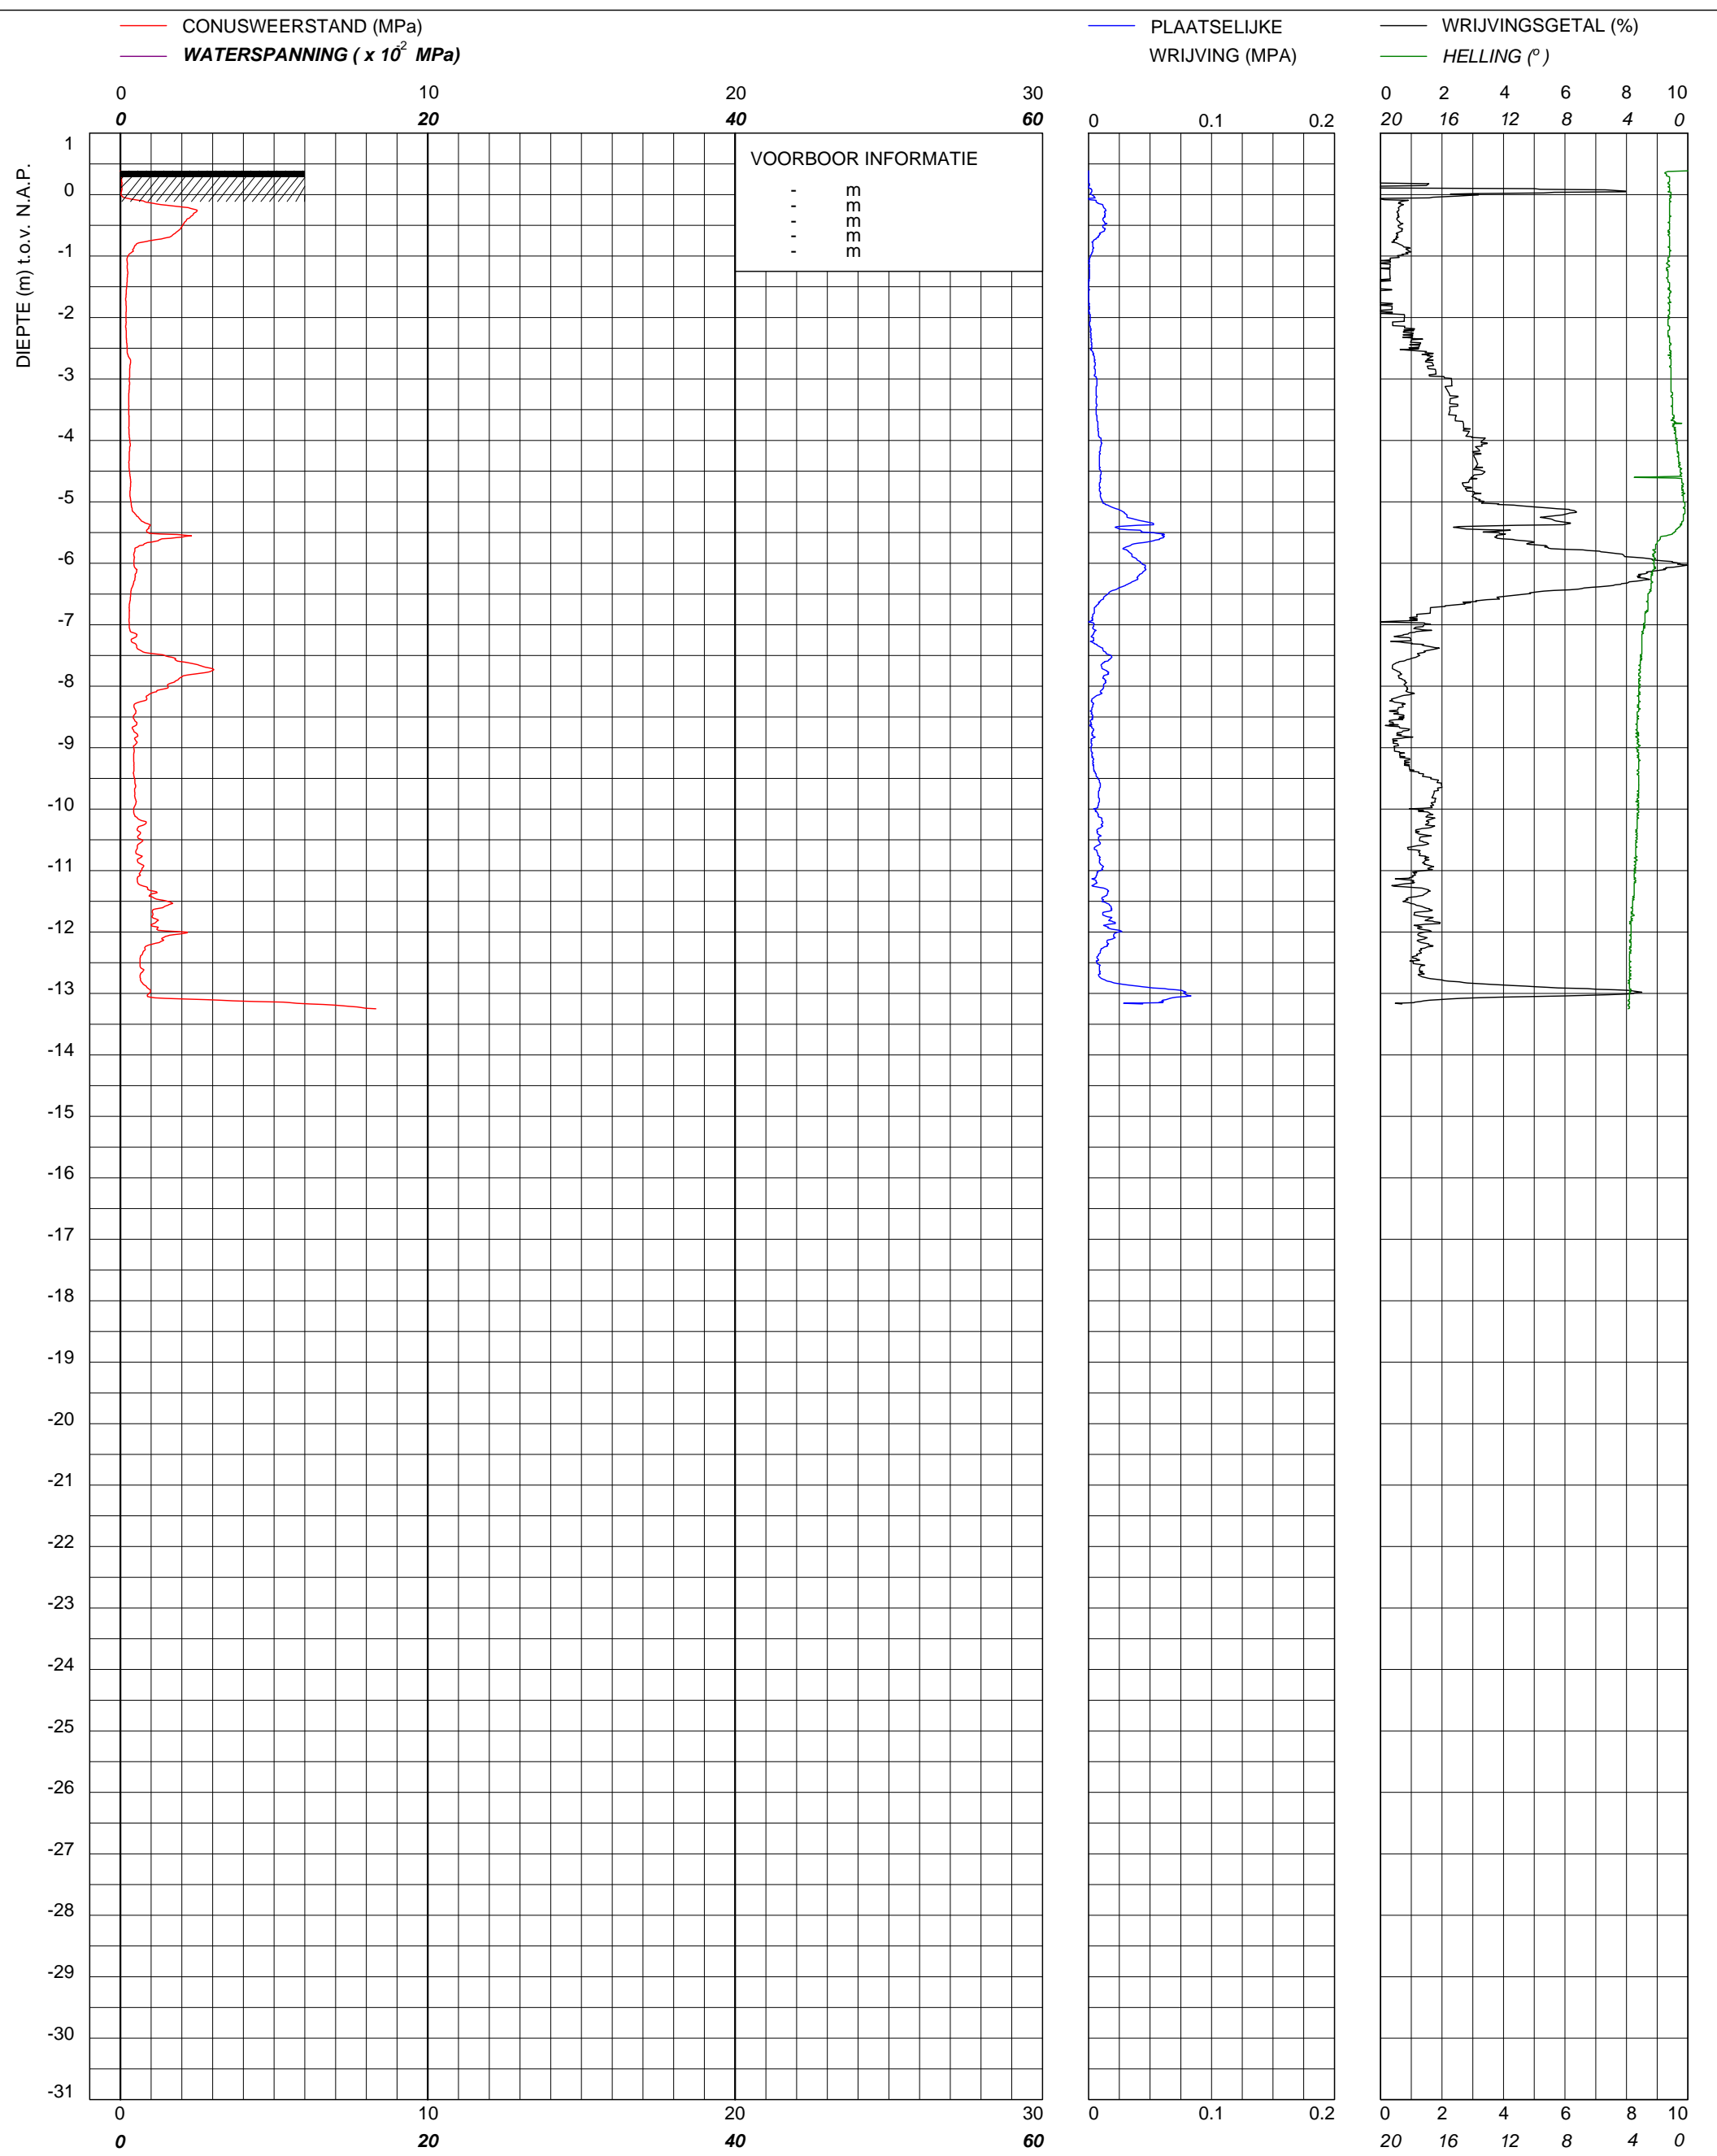 CONUSWEERSTAND (MPa)
WATERSPANNING ( x 10-2 MPa)
PLAATSELIJKE
WRIJVING (MPA)
WRIJVINGSGETAL (%)
HELLING (º)
0 10 20 30
0 20 40 60
0 0.1 0.2
0 2 4 6 8 10
20 16 12 8 4 0
DIEPTE (m) t.o.v. N.A.P.
VOORBOOR INFORMATIE
- m
- m
- m
- m
- m
1
0
-1
-2
-3
-4
-5
-6
-7
-8
-9
-10
-11
-12
-13
-14
-15
-16
-17
-18
-19
-20
-21
-22
-23
-24
-25
-26
-27
-28
-29
-30
-31
0 10 20 30
0 20 40 60
0 0.1 0.2
0 2 4 6 8 10
20 16 12 8 4 0